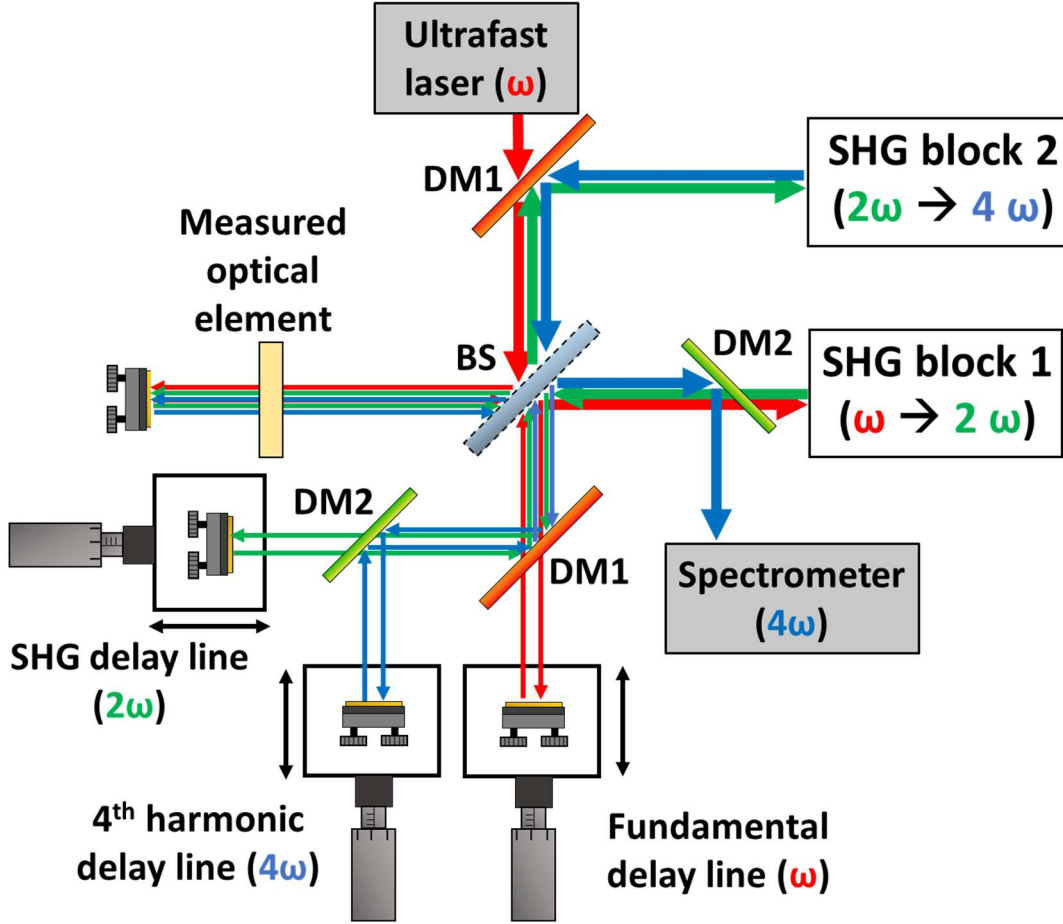 Ultrafast
laser (ω)
DM1
SHG block 2
(2ω → 4 ω)
Measured
optical
element
BS
DM2
SHG block 1
(ω → 2 ω)
DM2
DM1
Spectrometer
(4ω)
SHG delay line
(2ω)
4th harmonic
delay line (4ω)
Fundamental
delay line (ω)